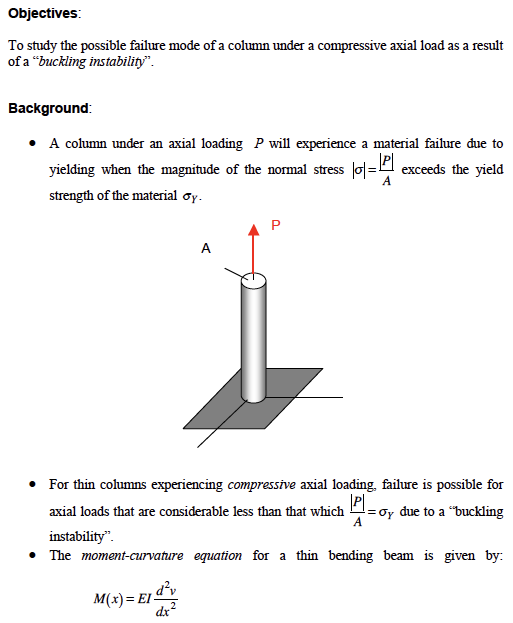 Objectives:
To study the possible failure mode of a column under a compressive axial load as a result
of a “buckling instability”.
Background:
• A column under an axial loading P will experience a material failure due to
yielding when the magnitude of the normal stress |σ|=|P|/A exceeds the yield
strength of the material σY.
P
A
• For thin columns experiencing compressive axial loading, failure is possible for
axial loads that are considerable less than that which |P|/A=σY due to a “buckling
instability”.
• The moment-curvature equation for a thin bending beam is given by:
M(x)=EI d²v/dx²